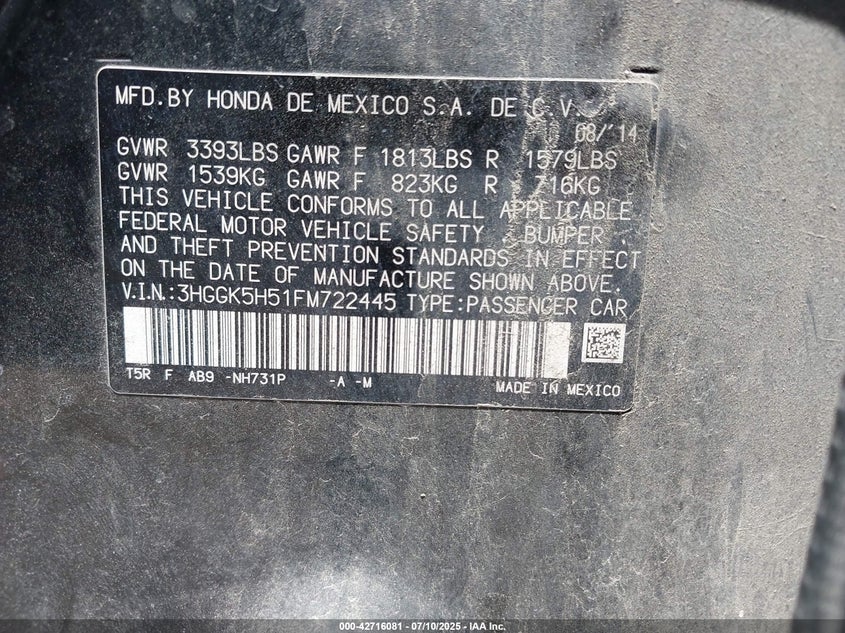 MFD.BY HONDA DE MEXICO S.A. DE C.V.
08/'14
GVWR 3393LBS GAWR F 1813LBS R 1579LBS
GVWR 1539KG GAWR F 823KG R 716KG
THIS VEHICLE CONFORMS TO ALL APPLICABLE
FEDERAL MOTOR VEHICLE SAFETY , BUMPER ,
AND THEFT PREVENTION STANDARDS IN EFFECT
ON THE DATE OF MANUFACTURE SHOWN ABOVE.
V.I.N.:3HGGK5H51FM722445 TYPE:PASSENGER CAR
T5R F AB9 -NH731P -A -M
MADE IN MEXICO
000-42716081 - 07/10/2025 - IAA Inc.